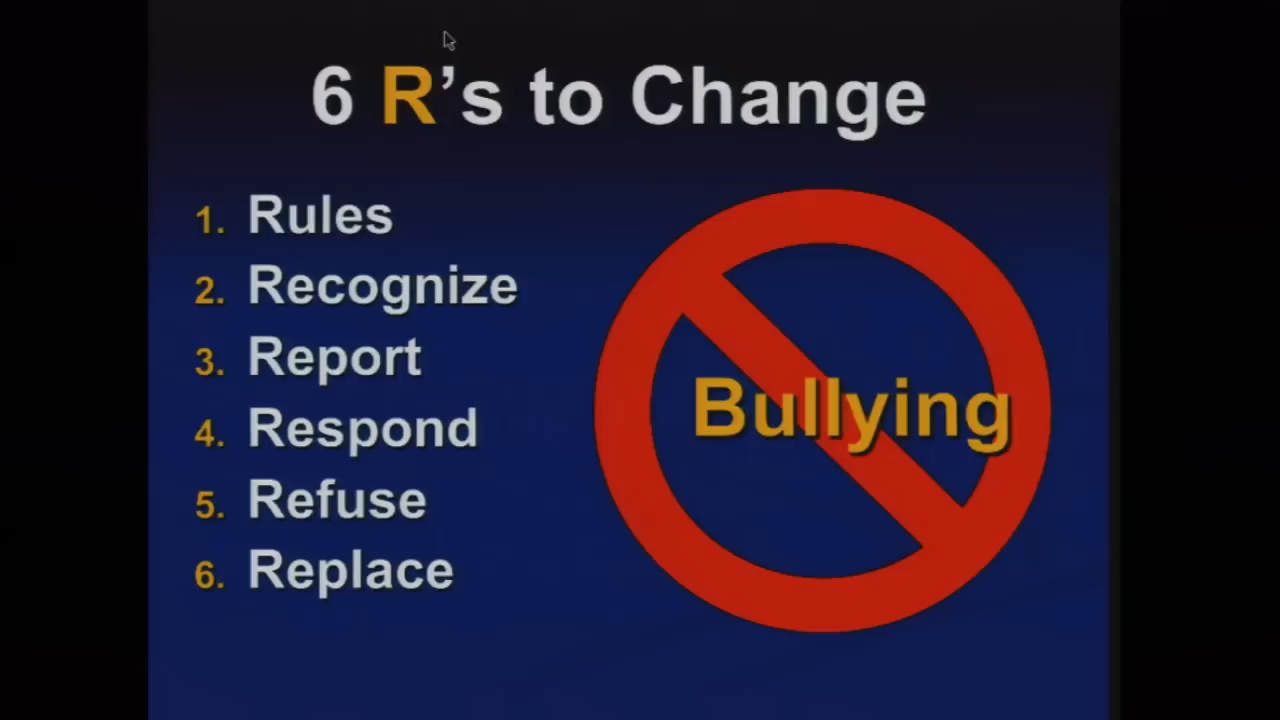 6 R’s to Change
1. Rules
2. Recognize
3. Report
4. Respond
5. Refuse
6. Replace
Bullying